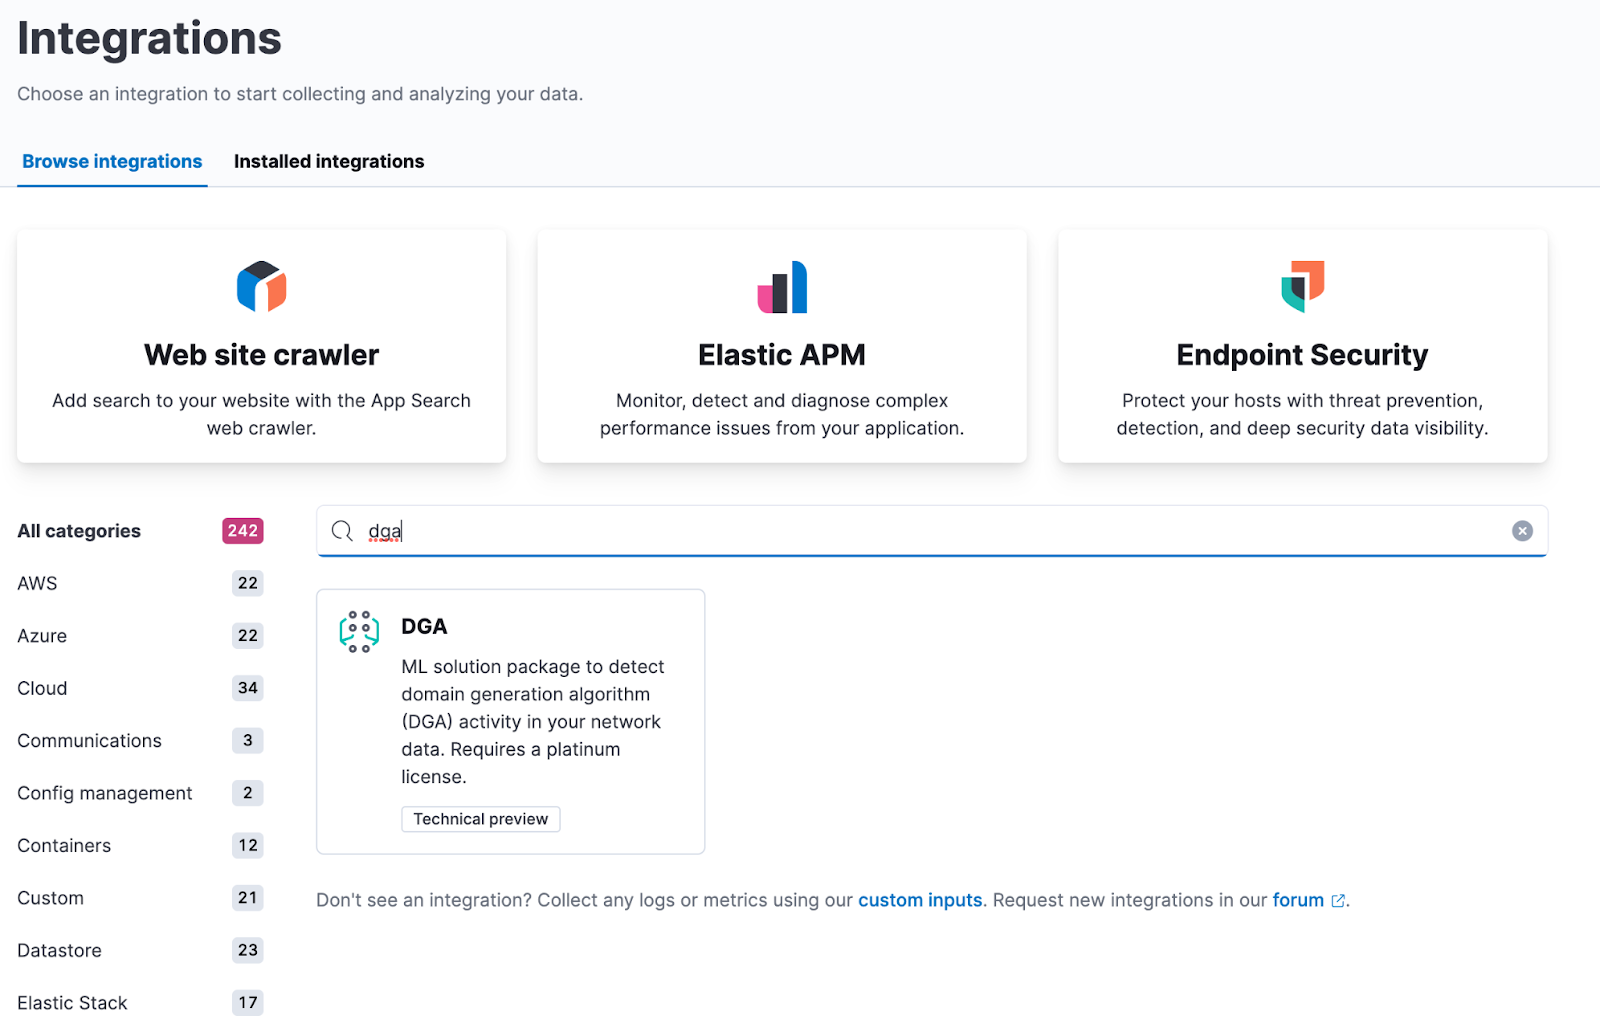 Integrations
Choose an integration to start collecting and analyzing your data.
Browse integrations
Installed integrations
Web site crawler
Add search to your website with the App Search
web crawler.
Elastic APM
Monitor, detect and diagnose complex
performance issues from your application.
Endpoint Security
Protect your hosts with threat prevention,
detection, and deep security data visibility.
All categories 242
AWS 22
Azure 22
Cloud 34
Communications 3
Config management 2
Containers 12
Custom 21
Datastore 23
Elastic Stack 17
dga
DGA
ML solution package to detect
domain generation algorithm
(DGA) activity in your network
data. Requires a platinum
license.
Technical preview
Don't see an integration? Collect any logs or metrics using our custom inputs. Request new integrations in our forum.